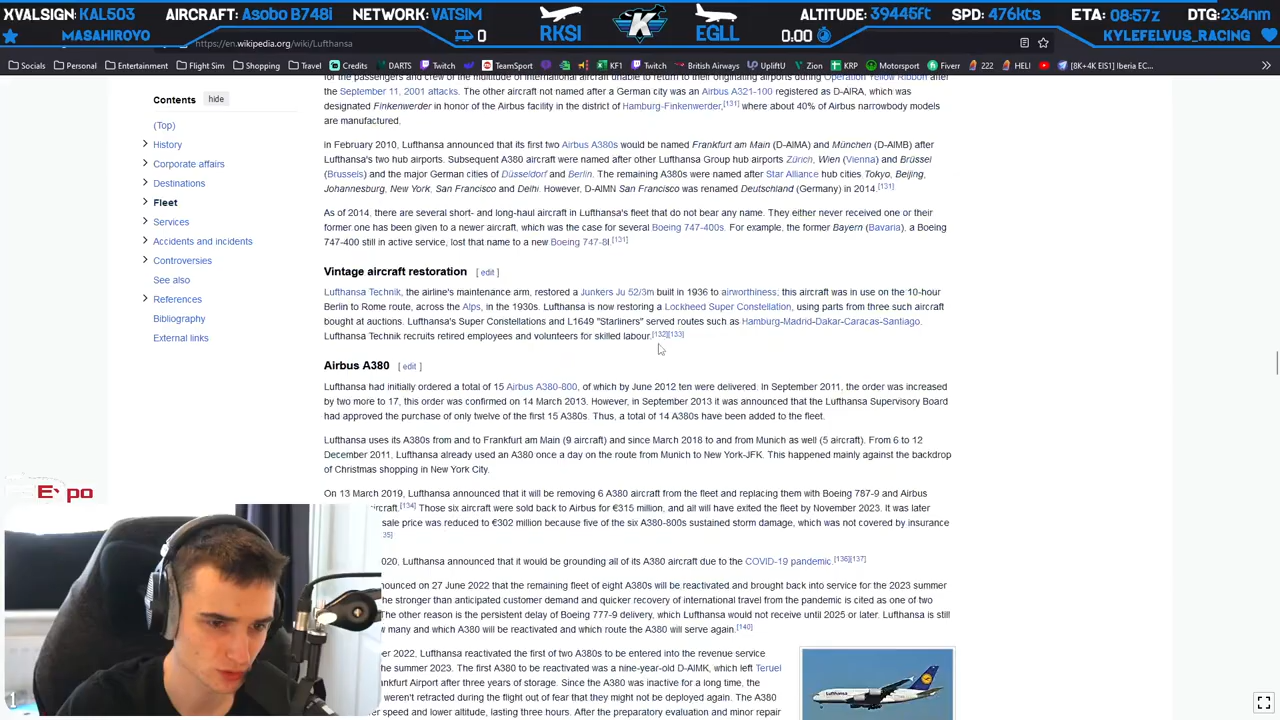 XVALSIGN: KAL503 AIRCRAFT: Asobo B748i NETWORK: VATSIM ALTITUDE: 39445ft SPD: 476kts ETA: 08:57z DTG: 234nm
MASAHIROYO 0 RKSI K EGLL 0.00 KYLEFELVUS_RACING
https://en.wikipedia.org/wiki/Lufthansa
Socials Personal Entertainment Flight Sim Shopping Travel Credits DARTS Twitch TeamSport KF1 Twitch British Airways UpliftU Zion KRP Motorsport Fiverr 222 HELI [8K+4K EIS1] Iberia EC...
Contents hide
(Top)
History
Corporate affairs
Destinations
Fleet
Services
Accidents and incidents
Controversies
See also
References
Bibliography
External links
for the passengers and crew of the multitude of international aircraft unable to return to their originating airports during Operation Yellow Ribbon after
the September 11, 2001 attacks. The other aircraft not named after a German city was an Airbus A321-100 registered as D-AIRA, which was
designated Finkenwerder in honor of the Airbus facility in the district of Hamburg-Finkenwerder,[131] where about 40% of Airbus narrowbody models
are manufactured.
In February 2010, Lufthansa announced that its first two Airbus A380s would be named Frankfurt am Main (D-AIMA) and München (D-AIMB) after
Lufthansa's two hub airports. Subsequent A380 aircraft were named after other Lufthansa Group hub airports Zürich, Wien (Vienna) and Brüssel
(Brussels) and the major German cities of Düsseldorf and Berlin. The remaining A380s were named after Star Alliance hub cities Tokyo, Beijing,
Johannesburg, New York, San Francisco and Delhi. However, D-AIMN San Francisco was renamed Deutschland (Germany) in 2014.[131]
As of 2014, there are several short- and long-haul aircraft in Lufthansa's fleet that do not bear any name. They either never received one or their
former one has been given to a newer aircraft, which was the case for several Boeing 747-400s. For example, the former Bayern (Bavaria), a Boeing
747-400 still in active service, lost that name to a new Boeing 747-8I.[131]
Vintage aircraft restoration [ edit ]
Lufthansa Technik, the airline's maintenance arm, restored a Junkers Ju 52/3m built in 1936 to airworthiness; this aircraft was in use on the 10-hour
Berlin to Rome route, across the Alps, in the 1930s. Lufthansa is now restoring a Lockheed Super Constellation, using parts from three such aircraft
bought at auctions. Lufthansa's Super Constellations and L1649 "Starliners" served routes such as Hamburg-Madrid-Dakar-Caracas-Santiago.
Lufthansa Technik recruits retired employees and volunteers for skilled labour.[132][133]
Airbus A380 [ edit ]
Lufthansa had initially ordered a total of 15 Airbus A380-800, of which by June 2012 ten were delivered. In September 2011, the order was increased
by two more to 17, this order was confirmed on 14 March 2013. However, in September 2013 it was announced that the Lufthansa Supervisory Board
had approved the purchase of only twelve of the first 15 A380s. Thus, a total of 14 A380s have been added to the fleet.
Lufthansa uses its A380s from and to Frankfurt am Main (9 aircraft) and since March 2018 to and from Munich as well (5 aircraft). From 6 to 12
December 2011, Lufthansa already used an A380 once a day on the route from Munich to New York-JFK. This happened mainly against the backdrop
of Christmas shopping in New York City.
On 13 March 2019, Lufthansa announced that it will be removing 6 A380 aircraft from the fleet and replacing them with Boeing 787-9 and Airbus
craft.[134] Those six aircraft were sold back to Airbus for €315 million, and all will have exited the fleet by November 2023. It was later
sale price was reduced to €302 million because five of the six A380-800s sustained storm damage, which was not covered by insurance
35]
020, Lufthansa announced that it would be grounding all of its A380 aircraft due to the COVID-19 pandemic.[136][137]
nounced on 27 June 2022 that the remaining fleet of eight A380s will be reactivated and brought back into service for the 2023 summer
he stronger than anticipated customer demand and quicker recovery of international travel from the pandemic is cited as one of two
The other reason is the persistent delay of Boeing 777-9 delivery, which Lufthansa would not receive until 2025 or later. Lufthansa is still
w many and which A380 will be reactivated and which route the A380 will serve again.[140]
er 2022, Lufthansa reactivated the first of two A380s to be entered into the revenue service
he summer 2023. The first A380 to be reactivated was a nine-year-old D-AIMK, which left Teruel
nkfurt Airport after three years of storage. Since the A380 was inactive for a long time, the
weren't retracted during the flight out of fear that they might not be deployed again. The A380
er speed and lower altitude, lasting three hours. After the preparatory evaluation and minor repair
Lufthansa
1